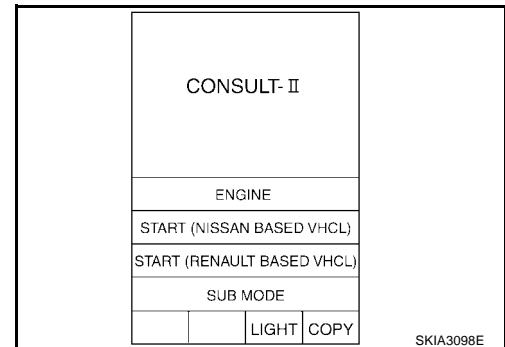 CONSULT-II
ENGINE
START (NISSAN BASED VHCL)
START (RENAULT BASED VHCL)
SUB MODE
LIGHT COPY
SKIA3098E